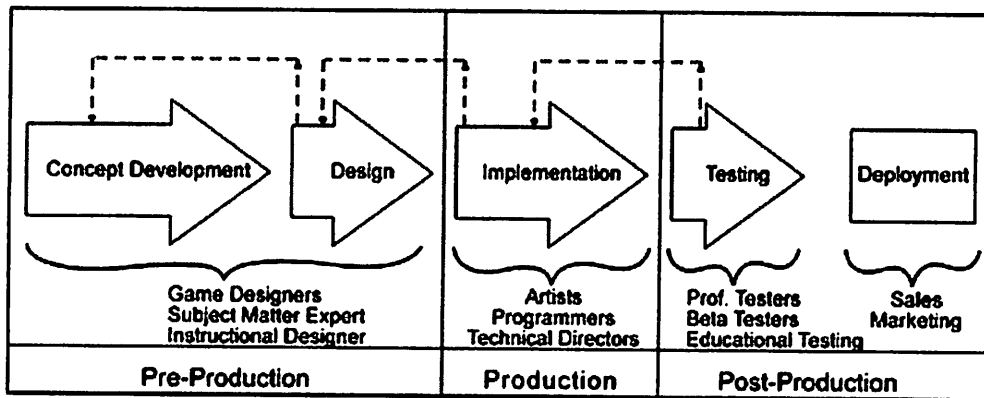 Concept Development
Design
Implementation
Testing
Deployment
Game Designers
Subject Matter Expert
Instructional Designer
Artists
Programmers
Technical Directors
Prof. Testers
Beta Testers
Educational Testing
Sales
Marketing
Pre-Production
Production
Post-Production